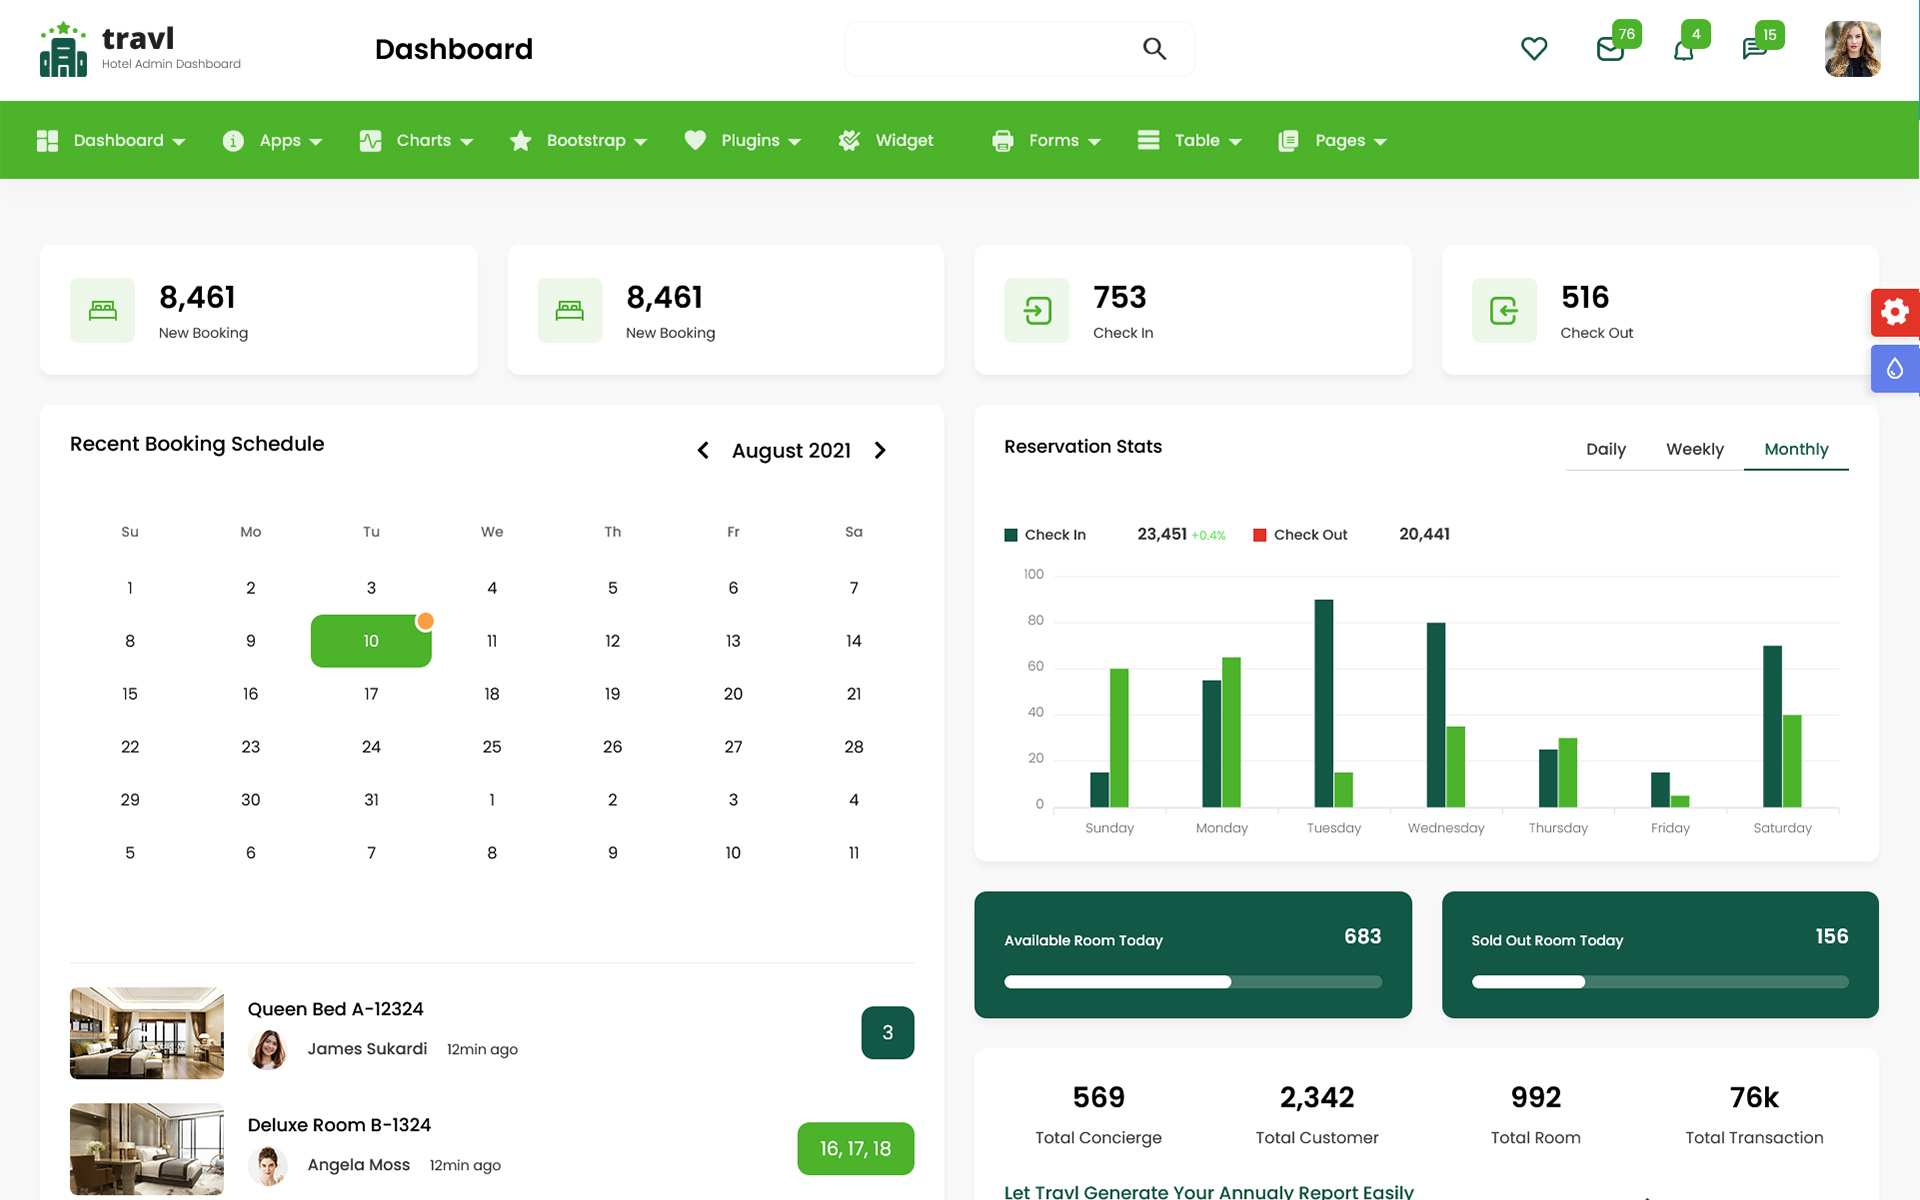 travl
Hotel Admin Dashboard
Dashboard
76
4
15
Dashboard
Apps
Charts
Bootstrap
Plugins
Widget
Forms
Table
Pages
8,461
New Booking
8,461
New Booking
753
Check In
516
Check Out
Recent Booking Schedule
August 2021
Su Mo Tu We Th Fr Sa
1 2 3 4 5 6 7
8 9 10 11 12 13 14
15 16 17 18 19 20 21
22 23 24 25 26 27 28
29 30 31 1 2 3 4
5 6 7 8 9 10 11
Queen Bed A-12324
James Sukardi 12min ago
3
Deluxe Room B-1324
Angela Moss 12min ago
16, 17, 18
Reservation Stats
Daily Weekly Monthly
Check In 23,451 +0.4% Check Out 20,441
100
80
60
40
20
0
Sunday Monday Tuesday Wednesday Thursday Friday Saturday
Available Room Today 683
Sold Out Room Today 156
569
Total Concierge
2,342
Total Customer
992
Total Room
76k
Total Transaction
Let Travl Generate Your Annualy Report Easily